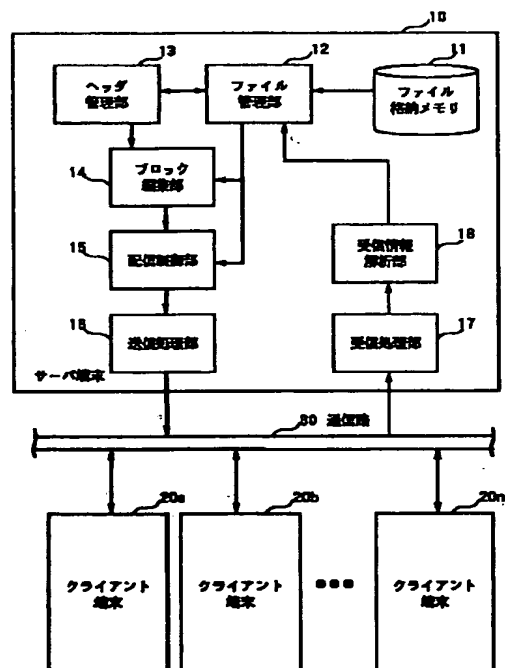 10
13
12
11
ヘッダ
管理部
ファイル
管理部
ファイル
格納メモリ
14
ブロック
編集部
15
配信制御部
18
受信情報
解析部
16
送信処理部
17
受信処理部
サーバ端末
30 通信路
20a
20b
20n
クライアント
端末
クライアント
端末
クライアント
端末